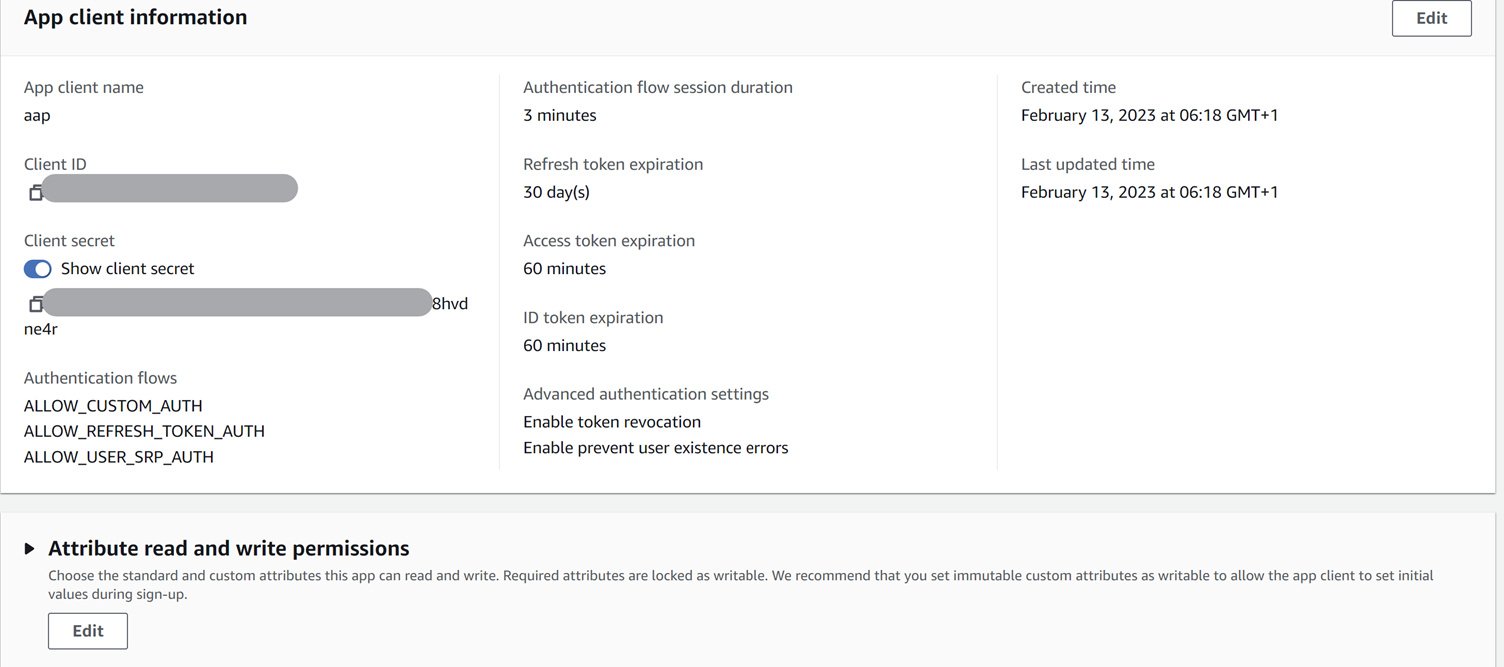 App client information
Edit
App client name
aap
Client ID
Client secret
Show client secret
8hvd
ne4r
Authentication flows
ALLOW_CUSTOM_AUTH
ALLOW_REFRESH_TOKEN_AUTH
ALLOW_USER_SRP_AUTH
Authentication flow session duration
3 minutes
Refresh token expiration
30 day(s)
Access token expiration
60 minutes
ID token expiration
60 minutes
Advanced authentication settings
Enable token revocation
Enable prevent user existence errors
Created time
February 13, 2023 at 06:18 GMT+1
Last updated time
February 13, 2023 at 06:18 GMT+1
Attribute read and write permissions
Choose the standard and custom attributes this app can read and write. Required attributes are locked as writable. We recommend that you set immutable custom attributes as writable to allow the app client to set initial
values during sign-up.
Edit